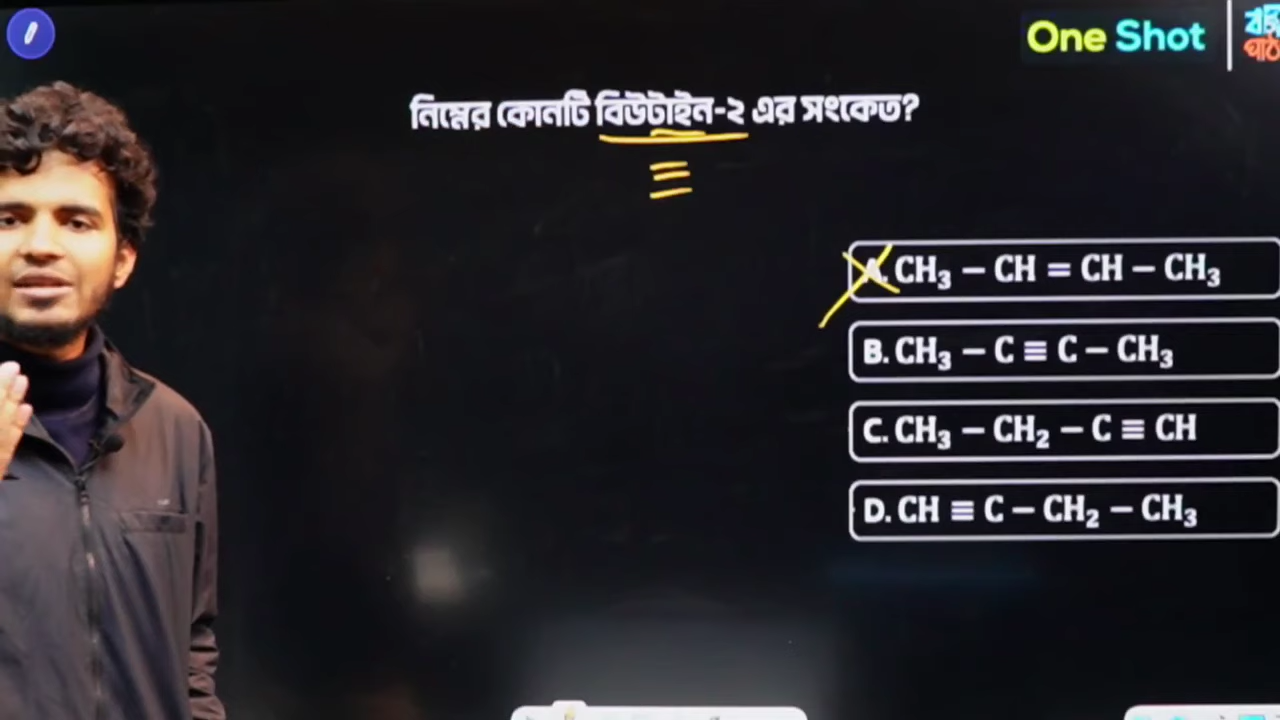 One Shot
নিম্নের কোনটি বিউটাইন-২ এর সংকেত?
≡
A. CH₃ – CH = CH – CH₃
B. CH₃ – C ≡ C – CH₃
C. CH₃ – CH₂ – C ≡ CH
D. CH ≡ C – CH₂ – CH₃